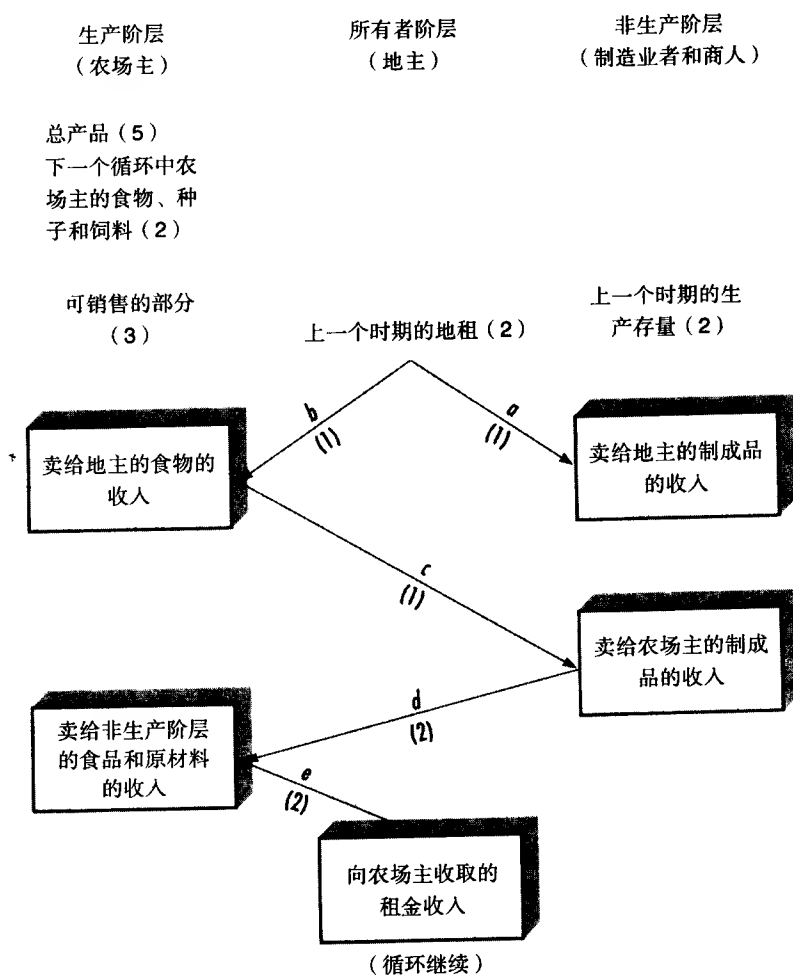 生产阶层
（农场主）
所有者阶层
（地主）
非生产阶层
（制造业者和商人）
总产品（5）
下一个循环中农
场主的食物、种
子和饲料（2）
可销售的部分
（3）
上一个时期的地租（2）
上一个时期的生
产存量（2）
b
(1)
a
(1)
卖给地主的食物的
收入
卖给地主的制成品
的收入
c
(1)
卖给农场主的制成
品的收入
d
(2)
卖给非生产阶层
的食品和原材料
的收入
e
(2)
向农场主收取的
租金收入
（循环继续）